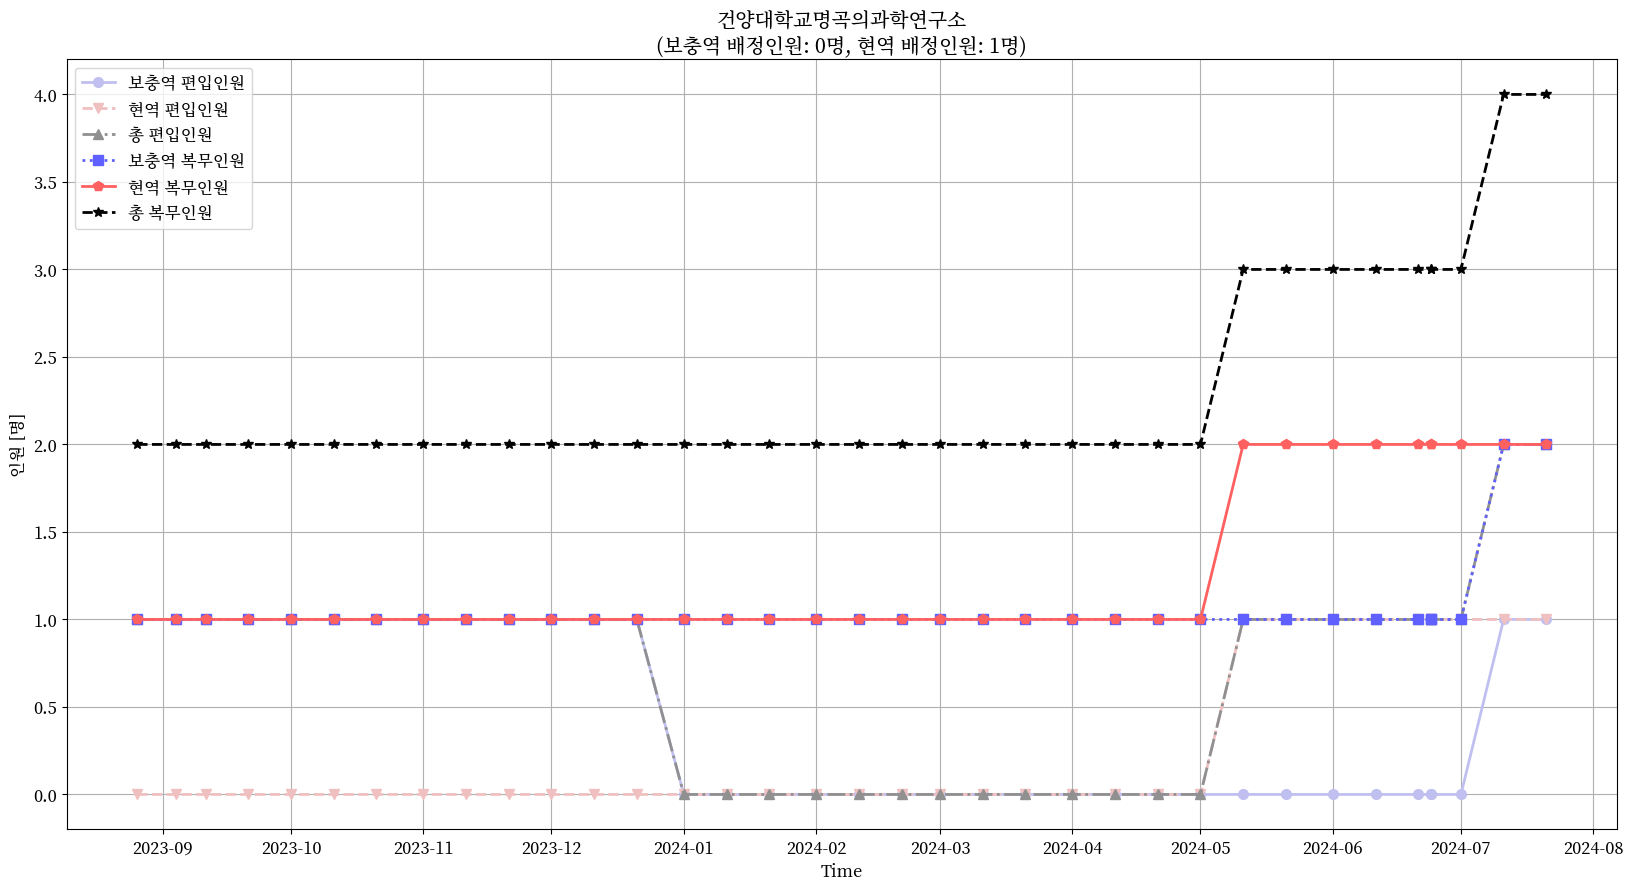 건양대학교명곡의과학연구소
(보충역 배정인원: 0명, 현역 배정인원: 1명)
보충역 편입인원
현역 편입인원
총 편입인원
보충역 복무인원
현역 복무인원
총 복무인원
4.0
3.5
3.0
2.5
2.0
1.5
1.0
0.5
0.0
인원 [명]
2023-09 2023-10 2023-11 2023-12 2024-01 2024-02 2024-03 2024-04 2024-05 2024-06 2024-07 2024-08
Time